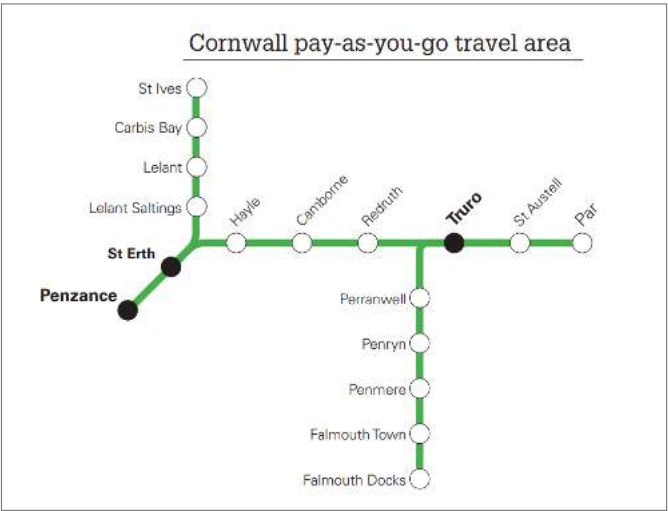 Cornwall pay-as-you-go travel area
St Ives
Carbis Bay
Lelant
Lelant Saltings
St Erth
Penzance
Hayle
Camborne
Redruth
Truro
St Austell
Par
Perranwell
Penryn
Penmere
Falmouth Town
Falmouth Docks